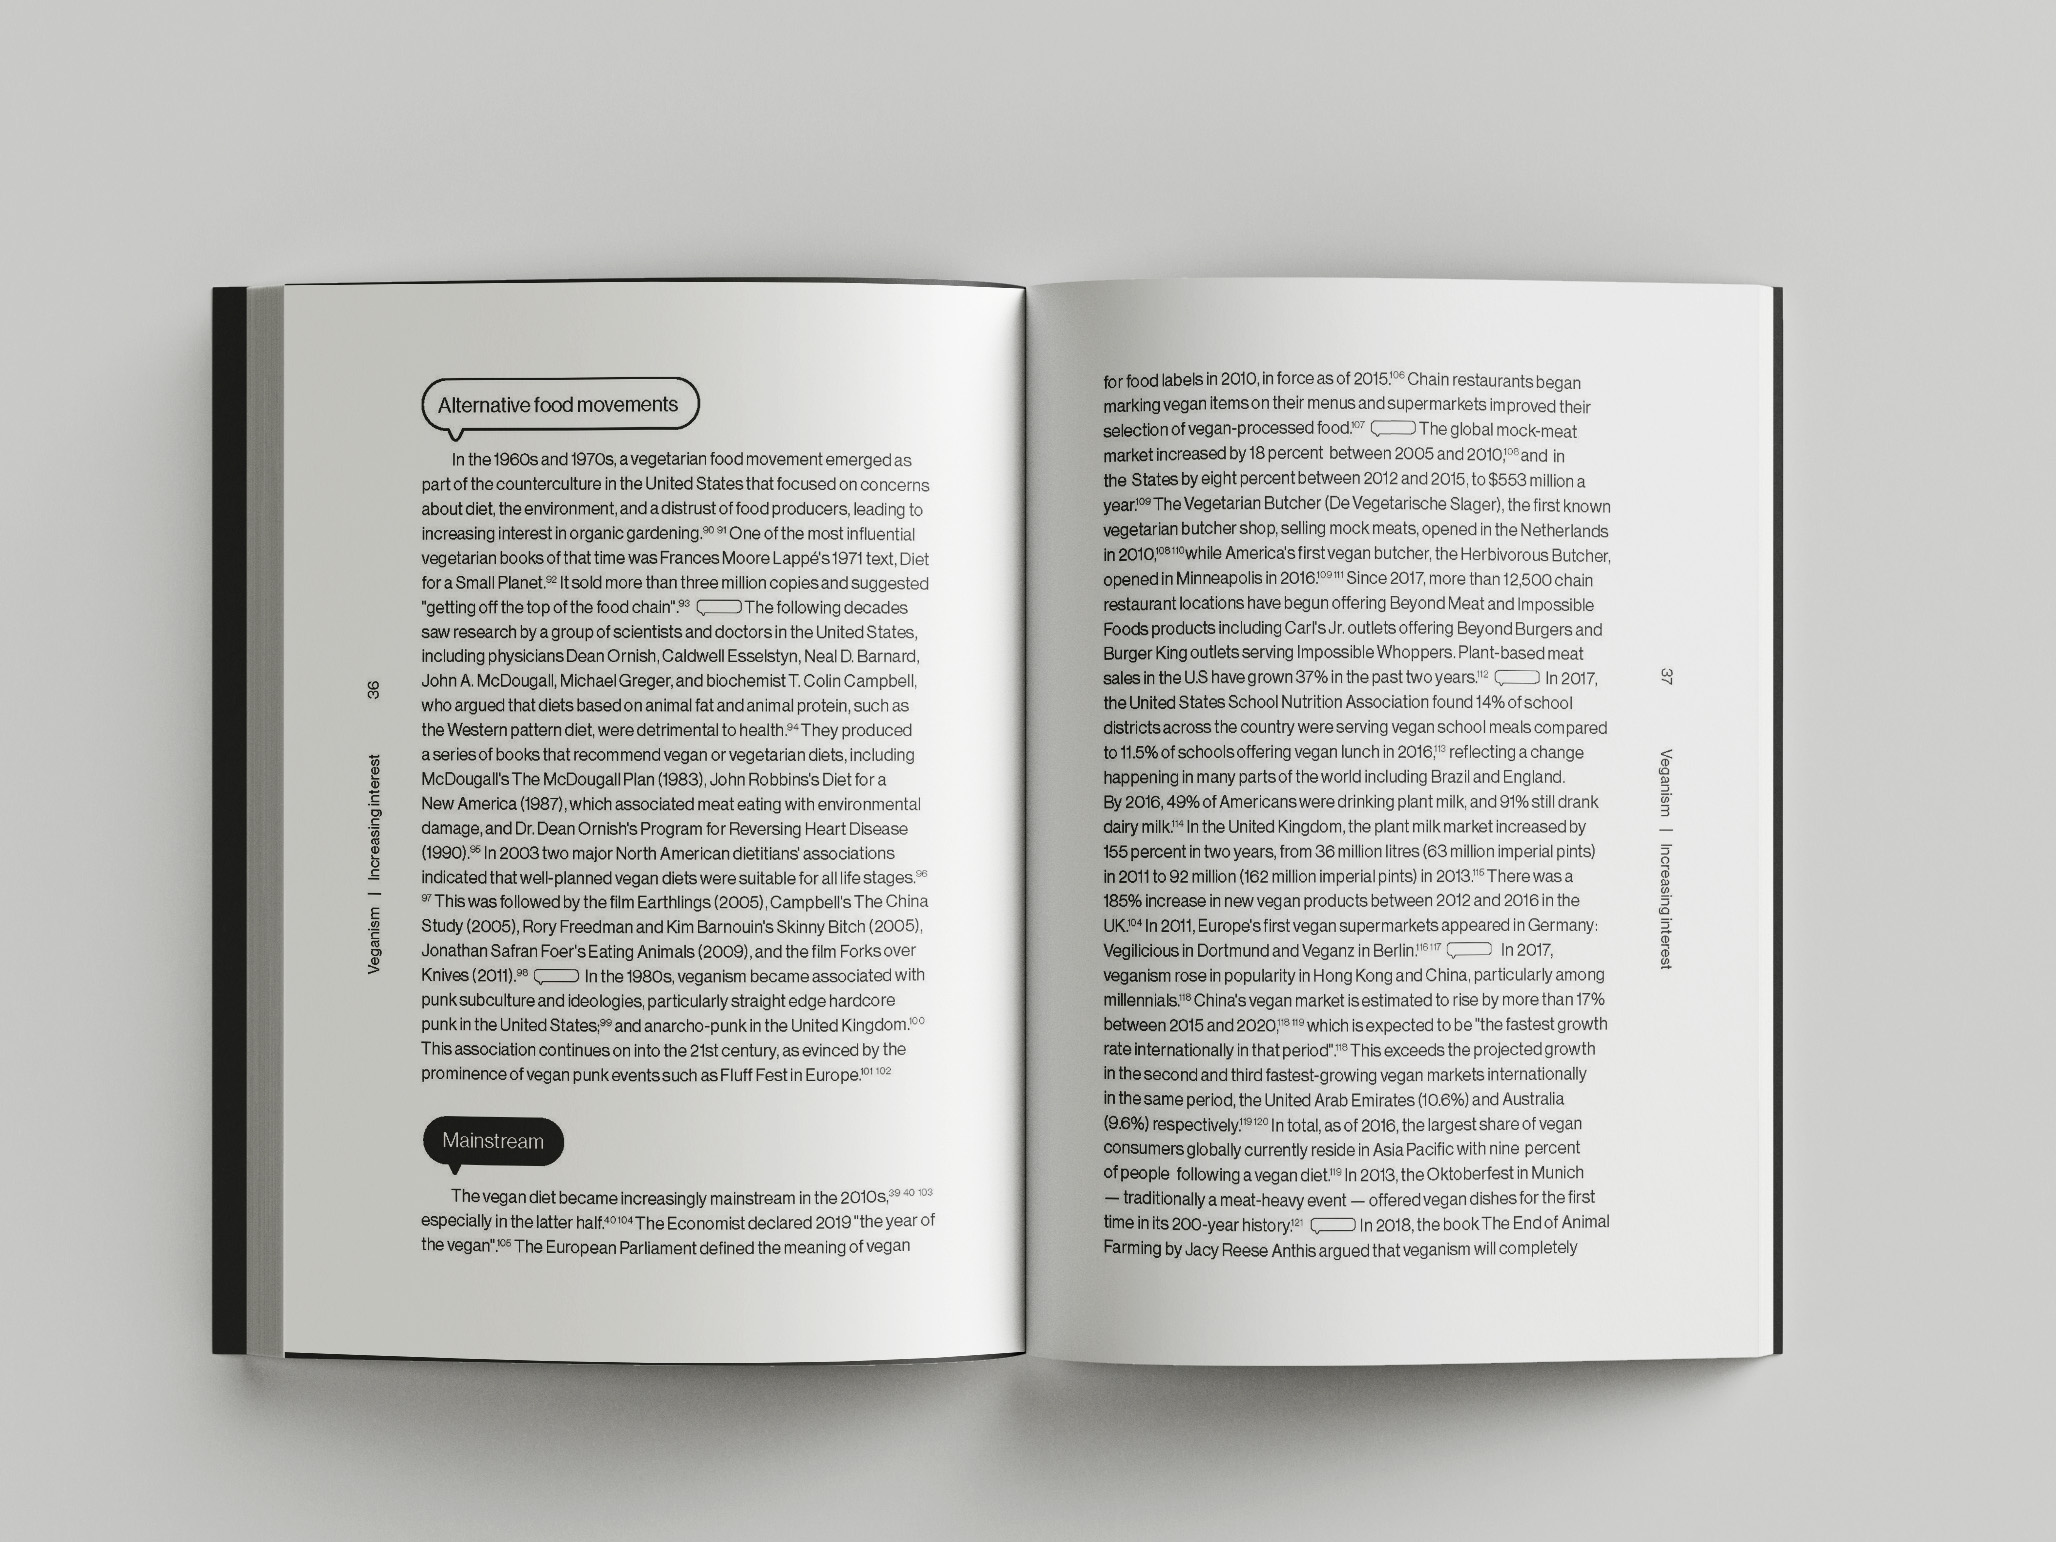 Alternative food movements
In the 1960s and 1970s, a vegetarian food movement emerged as
part of the counterculture in the United States that focused on concerns
about diet, the environment, and a distrust of food producers, leading to
increasing interest in organic gardening.90 91 One of the most influential
vegetarian books of that time was Frances Moore Lappé's 1971 text, Diet
for a Small Planet.92 It sold more than three million copies and suggested
"getting off the top of the food chain".93 The following decades
saw research by a group of scientists and doctors in the United States,
including physicians Dean Ornish, Caldwell Esselstyn, Neal D. Barnard,
John A. McDougall, Michael Greger, and biochemist T. Colin Campbell,
who argued that diets based on animal fat and animal protein, such as
the Western pattern diet, were detrimental to health.94 They produced
a series of books that recommend vegan or vegetarian diets, including
McDougall's The McDougall Plan (1983), John Robbins's Diet for a
New America (1987), which associated meat eating with environmental
damage, and Dr. Dean Ornish's Program for Reversing Heart Disease
(1990).95 In 2003 two major North American dietitians' associations
indicated that well-planned vegan diets were suitable for all life stages.96
97 This was followed by the film Earthlings (2005), Campbell's The China
Study (2005), Rory Freedman and Kim Barnouin's Skinny Bitch (2005),
Jonathan Safran Foer's Eating Animals (2009), and the film Forks over
Knives (2011).98 In the 1980s, veganism became associated with
punk subculture and ideologies, particularly straight edge hardcore
punk in the United States;99 and anarcho-punk in the United Kingdom.100
This association continues on into the 21st century, as evinced by the
prominence of vegan punk events such as Fluff Fest in Europe.101 102
Mainstream
The vegan diet became increasingly mainstream in the 2010s,39 40 103
especially in the latter half.40 104 The Economist declared 2019 "the year of
the vegan".105 The European Parliament defined the meaning of vegan
Veganism | Increasing interest 36
for food labels in 2010, in force as of 2015.106 Chain restaurants began
marking vegan items on their menus and supermarkets improved their
selection of vegan-processed food.107 The global mock-meat
market increased by 18 percent between 2005 and 2010,108 and in
the States by eight percent between 2012 and 2015, to $553 million a
year.109 The Vegetarian Butcher (De Vegetarische Slager), the first known
vegetarian butcher shop, selling mock meats, opened in the Netherlands
in 2010,108 110 while America's first vegan butcher, the Herbivorous Butcher,
opened in Minneapolis in 2016.109 111 Since 2017, more than 12,500 chain
restaurant locations have begun offering Beyond Meat and Impossible
Foods products including Carl's Jr. outlets offering Beyond Burgers and
Burger King outlets serving Impossible Whoppers. Plant-based meat
sales in the U.S have grown 37% in the past two years.112 In 2017,
the United States School Nutrition Association found 14% of school
districts across the country were serving vegan school meals compared
to 11.5% of schools offering vegan lunch in 2016,113 reflecting a change
happening in many parts of the world including Brazil and England.
By 2016, 49% of Americans were drinking plant milk, and 91% still drank
dairy milk.114 In the United Kingdom, the plant milk market increased by
155 percent in two years, from 36 million litres (63 million imperial pints)
in 2011 to 92 million (162 million imperial pints) in 2013.115 There was a
185% increase in new vegan products between 2012 and 2016 in the
UK.104 In 2011, Europe's first vegan supermarkets appeared in Germany:
Vegilicious in Dortmund and Veganz in Berlin.116 117 In 2017,
veganism rose in popularity in Hong Kong and China, particularly among
millennials.118 China's vegan market is estimated to rise by more than 17%
between 2015 and 2020,118 119 which is expected to be "the fastest growth
rate internationally in that period".118 This exceeds the projected growth
in the second and third fastest-growing vegan markets internationally
in the same period, the United Arab Emirates (10.6%) and Australia
(9.6%) respectively.119 120 In total, as of 2016, the largest share of vegan
consumers globally currently reside in Asia Pacific with nine percent
of people following a vegan diet.119 In 2013, the Oktoberfest in Munich
— traditionally a meat-heavy event — offered vegan dishes for the first
time in its 200-year history.121 In 2018, the book The End of Animal
Farming by Jacy Reese Anthis argued that veganism will completely
37 Veganism | Increasing interest